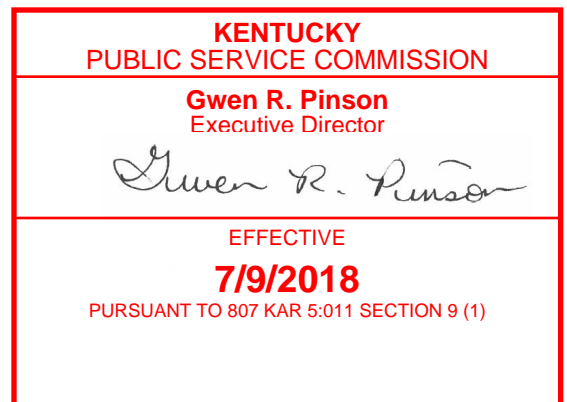 KENTUCKY
PUBLIC SERVICE COMMISSION
Gwen R. Pinson
Executive Director
Gwen R. Pinson
EFFECTIVE
7/9/2018
PURSUANT TO 807 KAR 5:011 SECTION 9 (1)